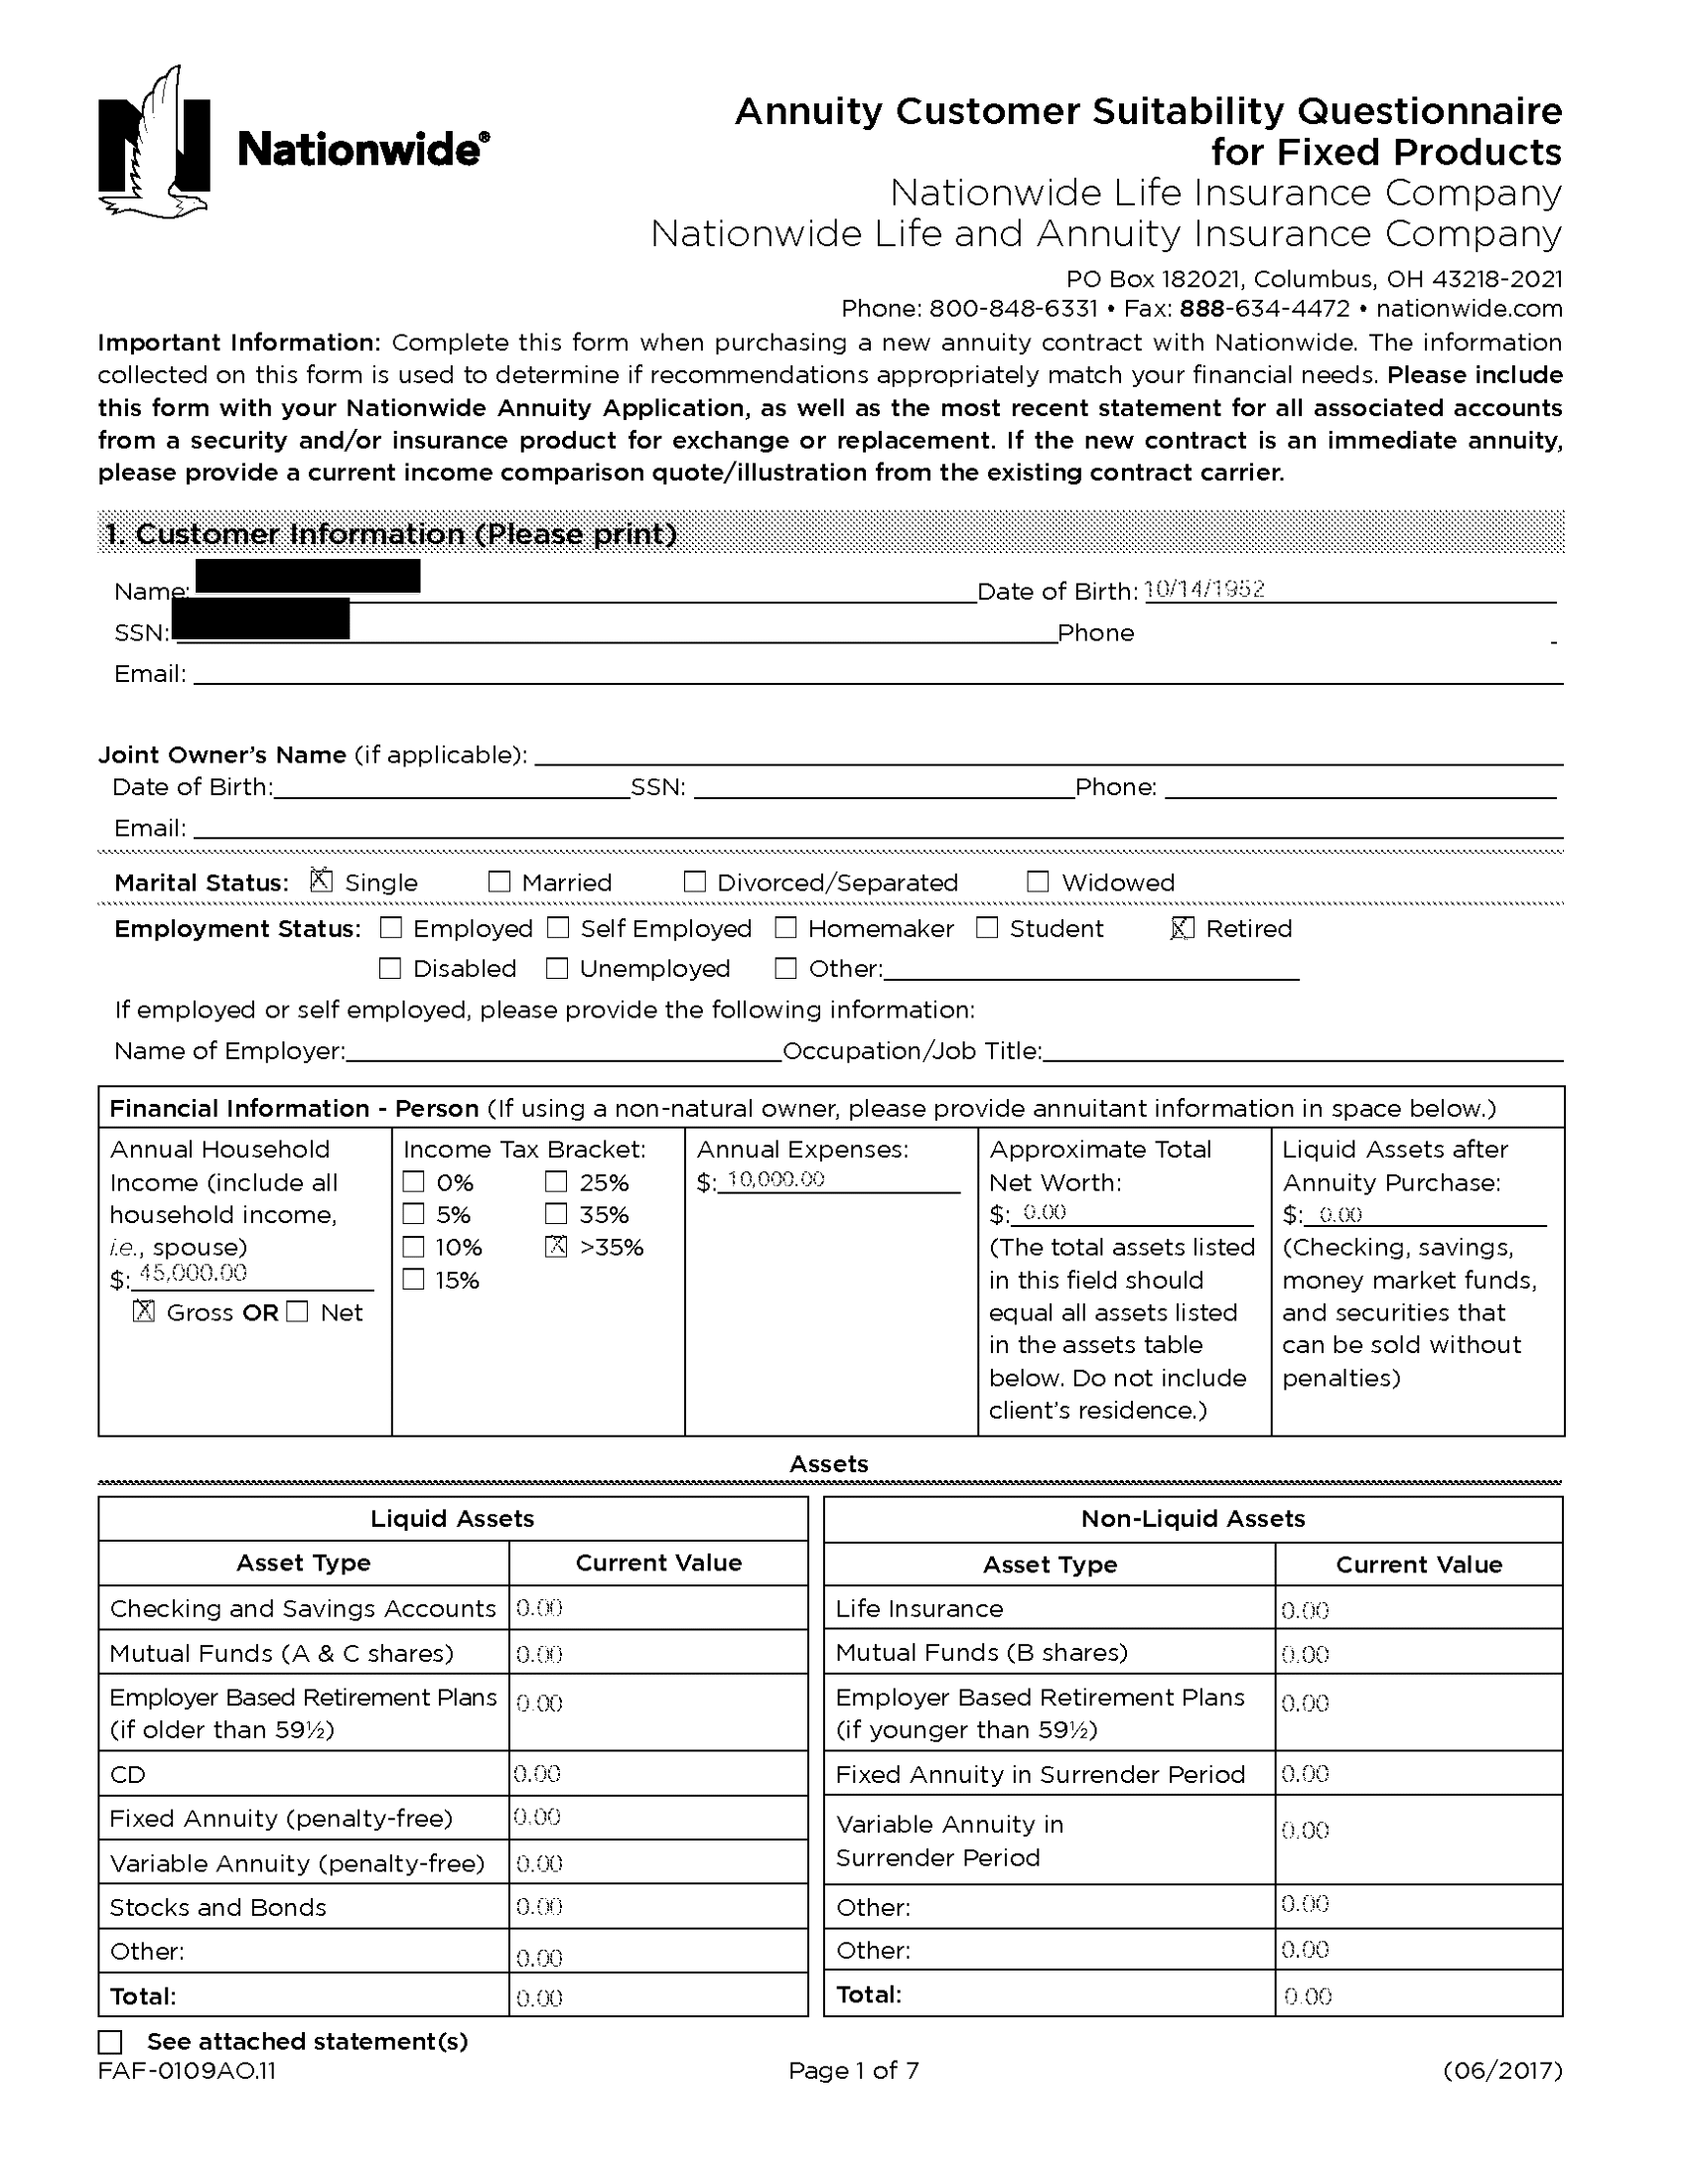 Nationwide®
Annuity Customer Suitability Questionnaire
for Fixed Products
Nationwide Life Insurance Company
Nationwide Life and Annuity Insurance Company
PO Box 182021, Columbus, OH 43218-2021
Phone: 800-848-6331 • Fax: 888-634-4472 • nationwide.com
Important Information: Complete this form when purchasing a new annuity contract with Nationwide. The information
collected on this form is used to determine if recommendations appropriately match your financial needs. Please include
this form with your Nationwide Annuity Application, as well as the most recent statement for all associated accounts
from a security and/or insurance product for exchange or replacement. If the new contract is an immediate annuity,
please provide a current income comparison quote/illustration from the existing contract carrier.
1. Customer Information (Please print)
Name: Date of Birth: 10/14/1952
SSN: Phone -
Email:
Joint Owner's Name (if applicable):
Date of Birth: SSN: Phone:
Email:
Marital Status: X Single Married Divorced/Separated Widowed
Employment Status: Employed Self Employed Homemaker Student X Retired
Disabled Unemployed Other:
If employed or self employed, please provide the following information:
Name of Employer: Occupation/Job Title:
Financial Information - Person (If using a non-natural owner, please provide annuitant information in space below.)
Annual Household
Income (include all
household income,
i.e., spouse)
$: 45,000.00
X Gross OR Net
Income Tax Bracket:
0% 25%
5% 35%
10% X >35%
15%
Annual Expenses:
$: 10,000.00
Approximate Total
Net Worth:
$: 0.00
(The total assets listed
in this field should
equal all assets listed
in the assets table
below. Do not include
client's residence.)
Liquid Assets after
Annuity Purchase:
$: 0.00
(Checking, savings,
money market funds,
and securities that
can be sold without
penalties)
Assets
Liquid Assets
Asset Type Current Value
Checking and Savings Accounts 0.00
Mutual Funds (A & C shares) 0.00
Employer Based Retirement Plans 0.00
(if older than 59½)
CD 0.00
Fixed Annuity (penalty-free) 0.00
Variable Annuity (penalty-free) 0.00
Stocks and Bonds 0.00
Other: 0.00
Total: 0.00
Non-Liquid Assets
Asset Type Current Value
Life Insurance 0.00
Mutual Funds (B shares) 0.00
Employer Based Retirement Plans 0.00
(if younger than 59½)
Fixed Annuity in Surrender Period 0.00
Variable Annuity in 0.00
Surrender Period
Other: 0.00
Other: 0.00
Total: 0.00
See attached statement(s)
FAF-0109AO.11 Page 1 of 7 (06/2017)